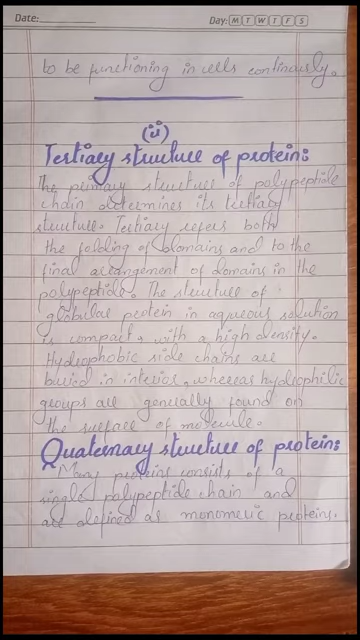 Date:
Day: M T W T F S
to be functioning in cells continously.
(ii)
Tertiary structure of protein:
The primary structure of polypeptide
chain determines its tertiary
structure. Tertiary refers both
the folding of domains and to the
final arrangement of domains in the
polypeptide. The structure of
globular protein in aqueous solution
is compact, with a high density.
Hydrophobic side chains are
buried in interior, whereas hydrophilic
groups are generally found on
the surface of molecule.
Quaternary structure of protein:
Many proteins consists of a
single polypeptide chain and
are defined as monomeric proteins.